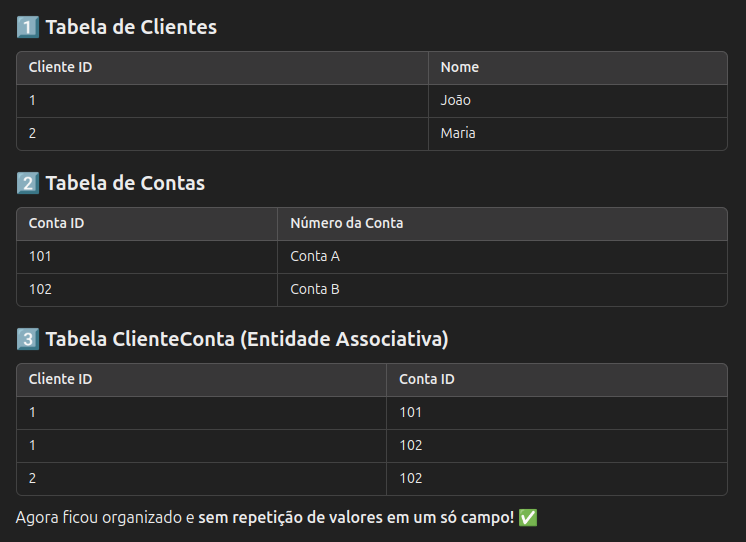 1️⃣ Tabela de Clientes
Cliente ID Nome
1 João
2 Maria
2️⃣ Tabela de Contas
Conta ID Número da Conta
101 Conta A
102 Conta B
3️⃣ Tabela ClienteConta (Entidade Associativa)
Cliente ID Conta ID
1 101
1 102
2 102
Agora ficou organizado e sem repetição de valores em um só campo! ✅